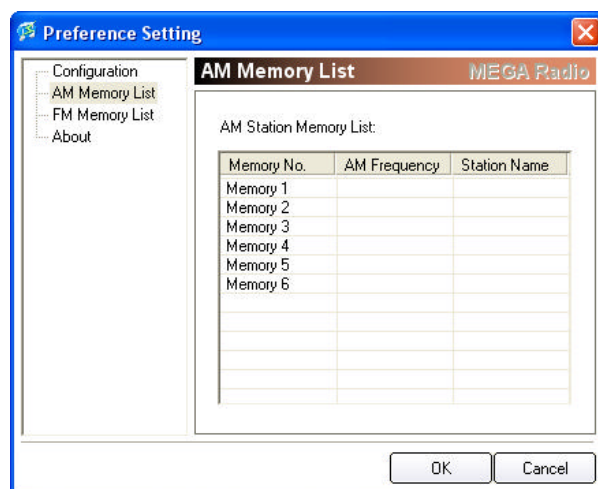 Preference Setting
Configuration
AM Memory List
FM Memory List
About
AM Memory List MEGA Radio
AM Station Memory List:
Memory No. AM Frequency Station Name
Memory 1
Memory 2
Memory 3
Memory 4
Memory 5
Memory 6
OK Cancel